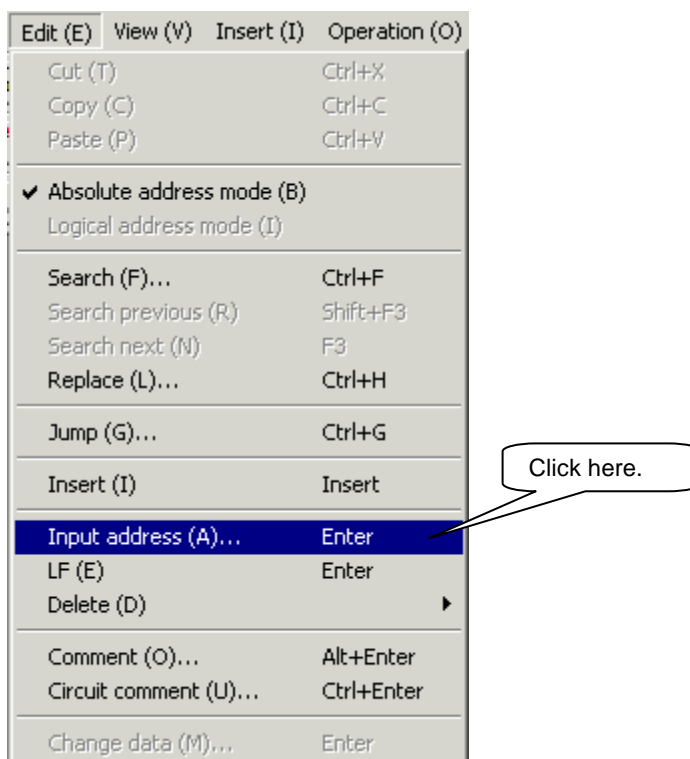 Edit (E) View (V) Insert (I) Operation (O)
Cut (T) Ctrl+X
Copy (C) Ctrl+C
Paste (P) Ctrl+V
Absolute address mode (B)
Logical address mode (I)
Search (F)... Ctrl+F
Search previous (R) Shift+F3
Search next (N) F3
Replace (L)... Ctrl+H
Jump (G)... Ctrl+G
Insert (I) Insert
Click here.
Input address (A)... Enter
LF (E) Enter
Delete (D)
Comment (O)... Alt+Enter
Circuit comment (U)... Ctrl+Enter
Change data (M)... Enter